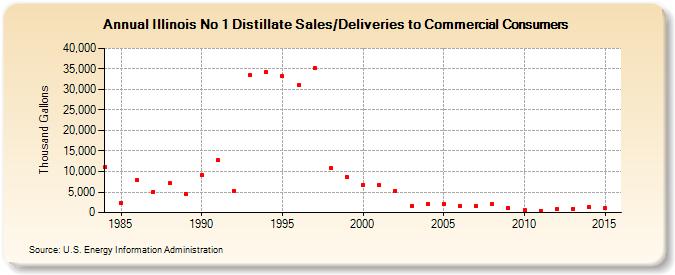 Annual Illinois No 1 Distillate Sales/Deliveries to Commercial Consumers
Thousand Gallons
40,000
35,000
30,000
25,000
20,000
15,000
10,000
5,000
0
1985 1990 1995 2000 2005 2010 2015
Source: U.S. Energy Information Administration